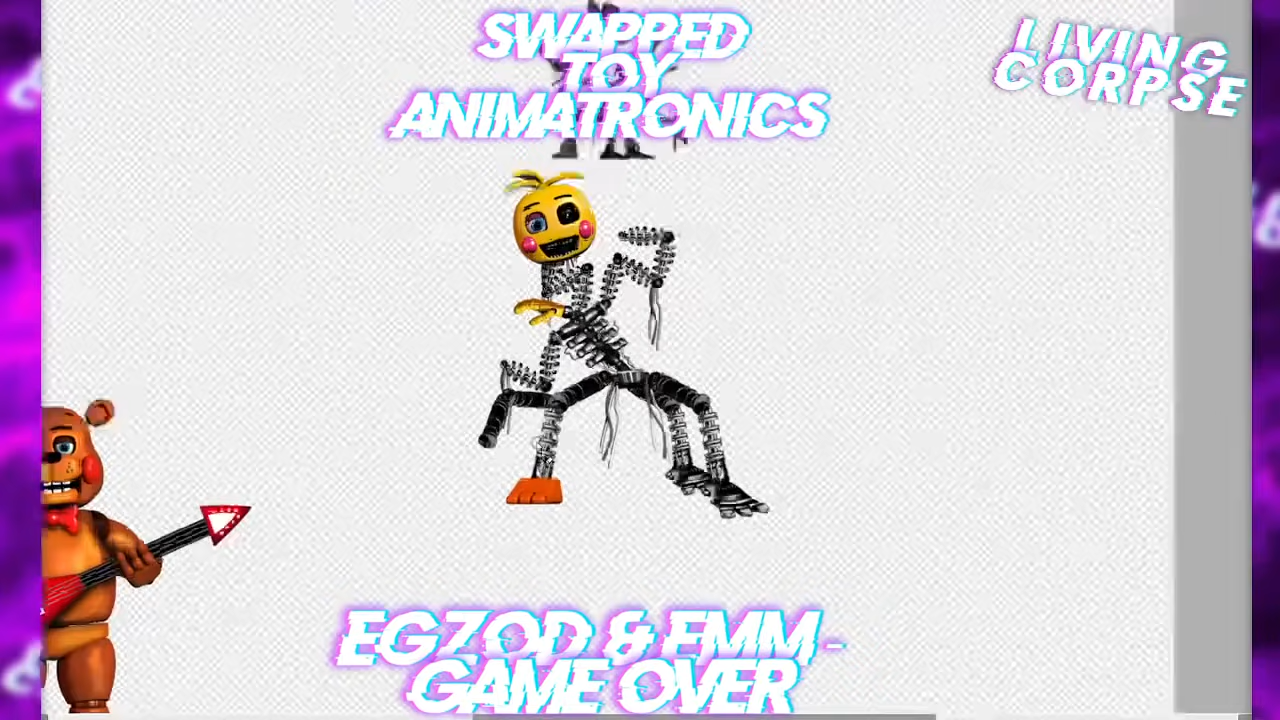 SWAPPED
TOY
ANIMATRONICS
LIVING
CORPSE
EGZOD & EMM -
GAME OVER